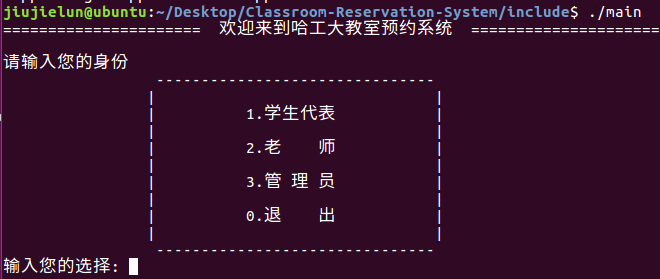 jiujielun@ubuntu:~/Desktop/Classroom-Reservation-System/include$ ./main
====================== 欢迎来到哈工大教室预约系统 =====================
请输入您的身份
-------------------------------
| |
| 1.学生代表 |
| |
| 2.老 师 |
| |
| 3.管 理 员 |
| |
| 0.退 出 |
| |
-------------------------------
输入您的选择: